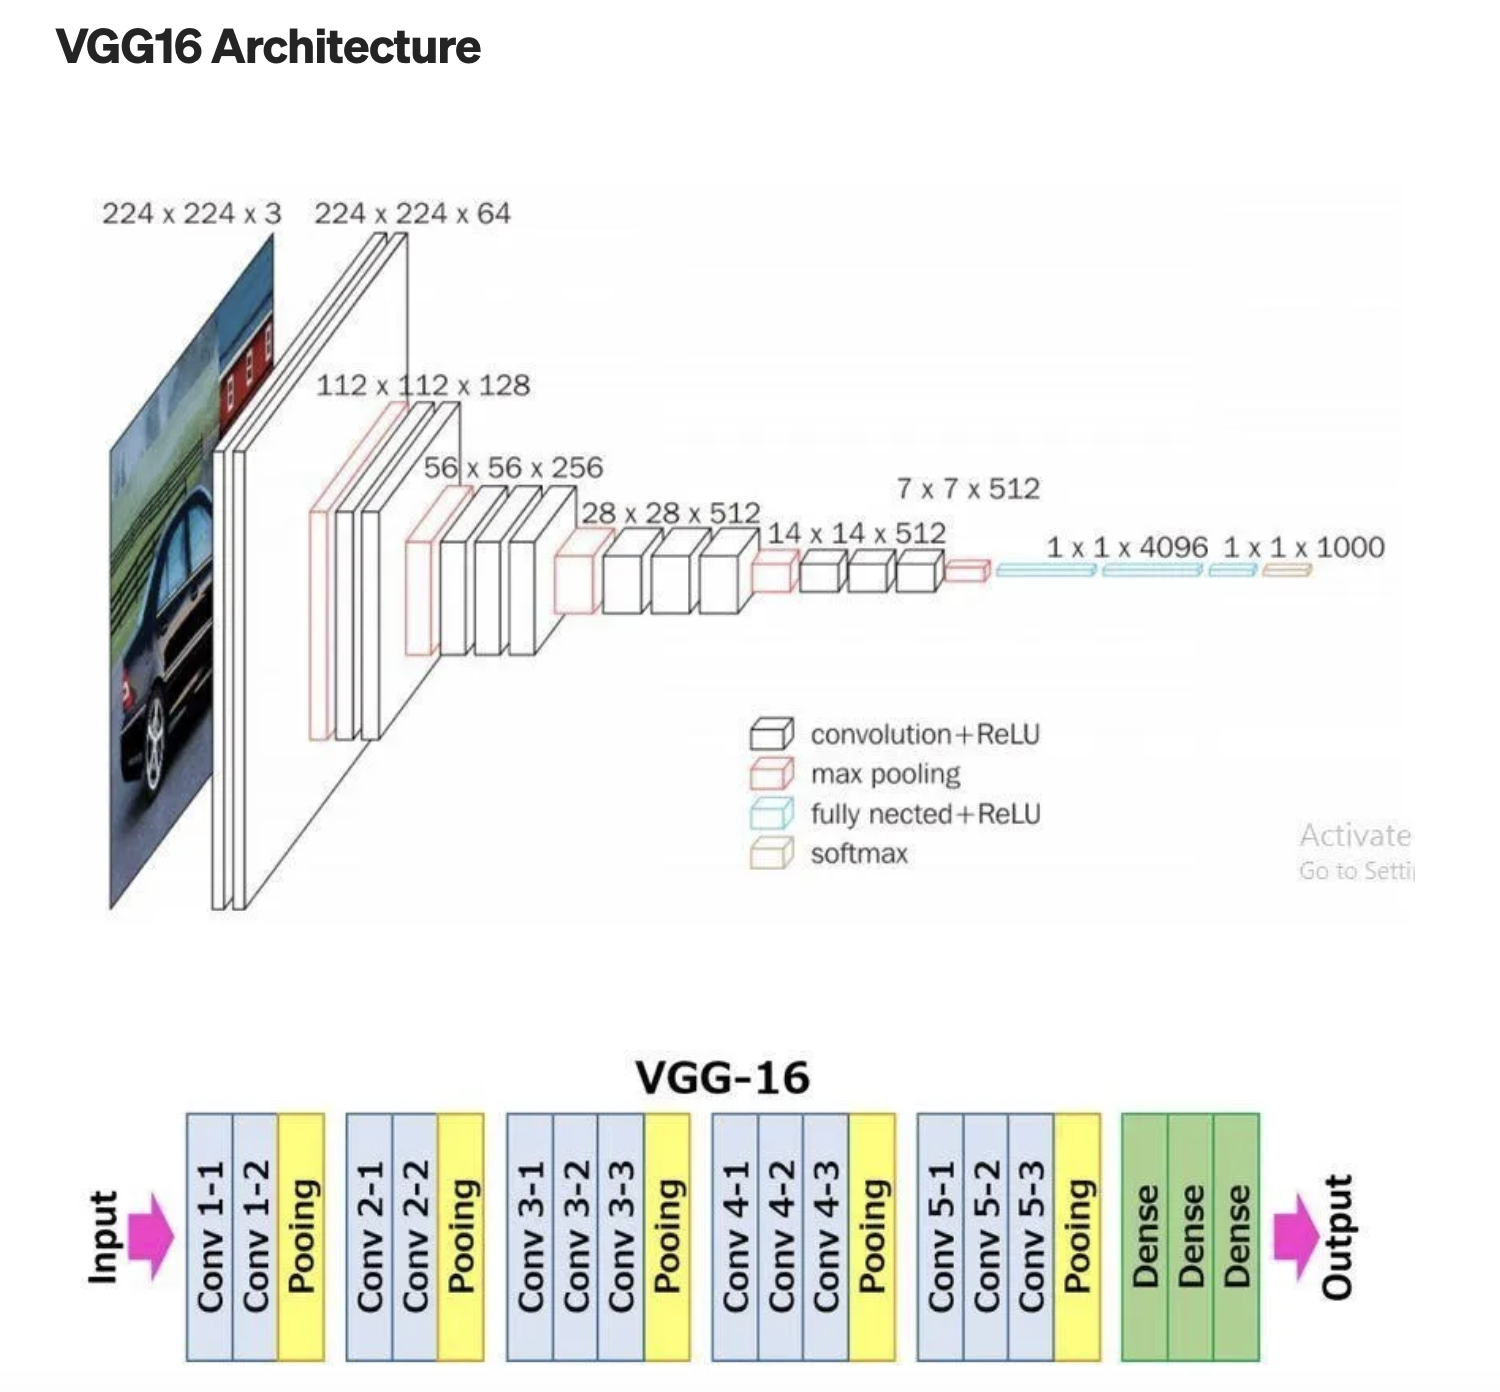 VGG16 Architecture
224 x 224 x 3
224 x 224 x 64
112 x 112 x 128
56 x 56 x 256
28 x 28 x 512
14 x 14 x 512
7 x 7 x 512
1 x 1 x 4096
1 x 1 x 1000
convolution+ReLU
max pooling
fully nected+ReLU
softmax
Activate
Go to Setti
VGG-16
Input
Conv 1-1
Conv 1-2
Pooing
Conv 2-1
Conv 2-2
Pooing
Conv 3-1
Conv 3-2
Conv 3-3
Pooing
Conv 4-1
Conv 4-2
Conv 4-3
Pooing
Conv 5-1
Conv 5-2
Conv 5-3
Pooing
Dense
Dense
Dense
Output